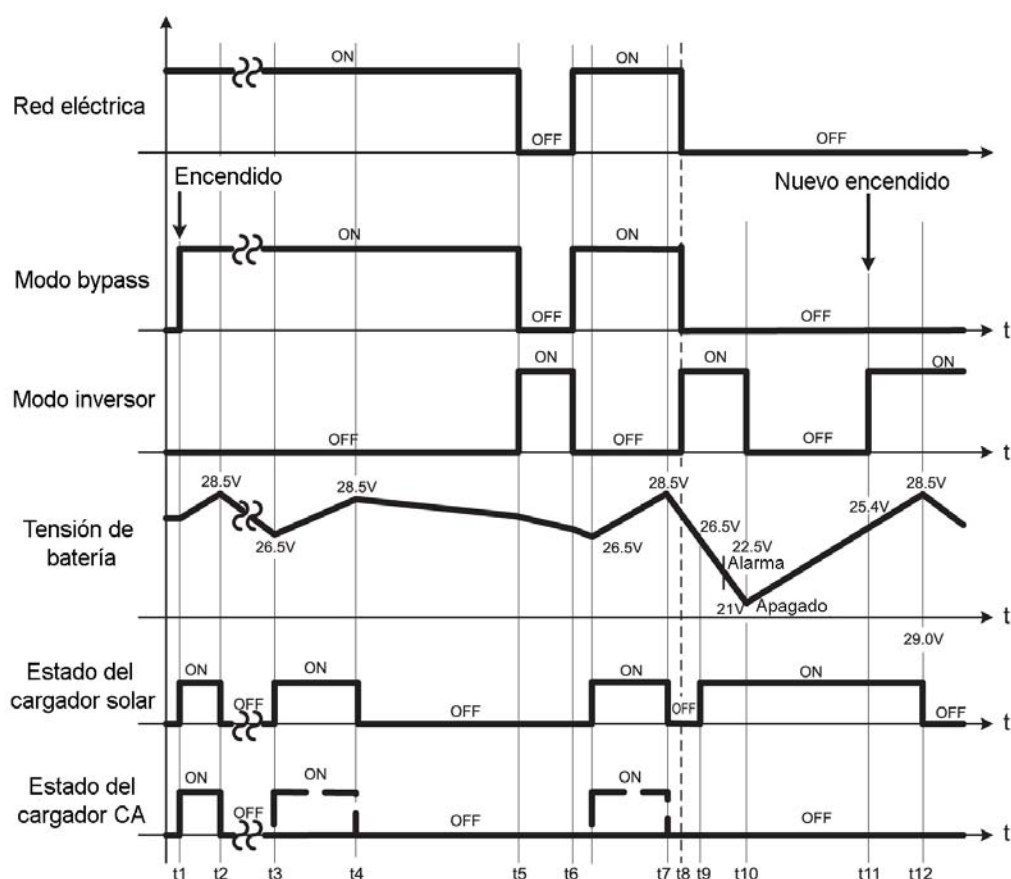 ON
ON
Red eléctrica
OFF
OFF
t
Encendido
Nuevo encendido
ON
ON
Modo bypass
OFF
OFF
t
ON
ON
ON
Modo inversor
OFF
OFF
OFF
t
28.5V
28.5V
28.5V
28.5V
25.4V
Tensión de
batería
26.5V
26.5V
26.5V
22.5V
Alarma
21V
Apagado
t
29.0V
Estado del
cargador solar
ON
ON
ON
ON
OFF
OFF
OFF
OFF
t
Estado del
cargador CA
ON
ON
ON
OFF
OFF
OFF
t
t1 t2 t3 t4 t5 t6 t7 t8 t9 t10 t11 t12